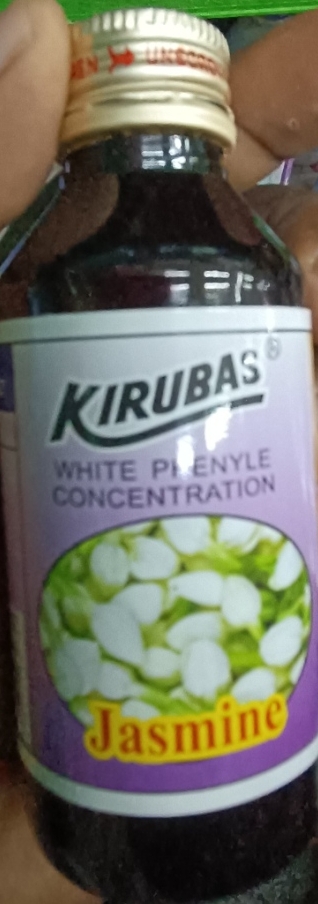 KIRUBAS®
WHITE PHENYLE
CONCENTRATION
Jasmine